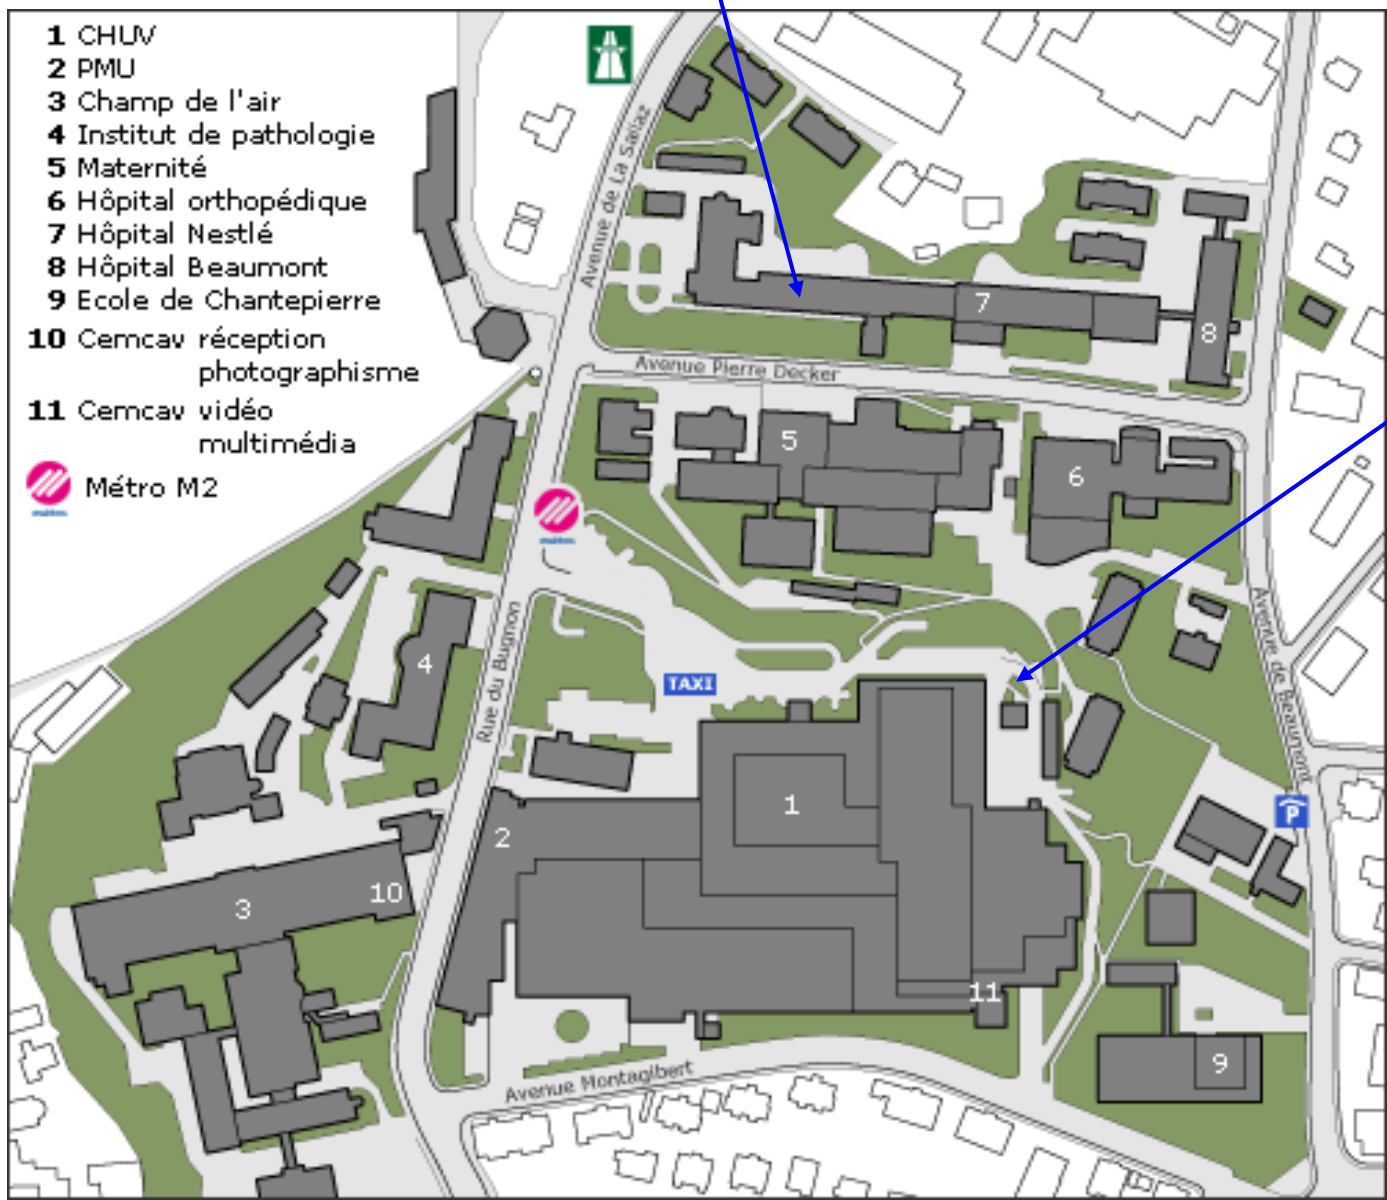 1 CHUV
2 PMU
3 Champ de l'air
4 Institut de pathologie
5 Maternité
6 Hôpital orthopédique
7 Hôpital Nestlé
8 Hôpital Beaumont
9 Ecole de Chantepierre
10 Cemcav réception
photographisme
11 Cemcav vidéo
multimédia
Métro M2
Avenue de La Sallaz
7
8
Avenue Pierre Decker
5
6
Rue du Bugnon
4
TAXI
Avenue de Beaumont
P
1
2
10
3
11
9
Avenue Montagibert